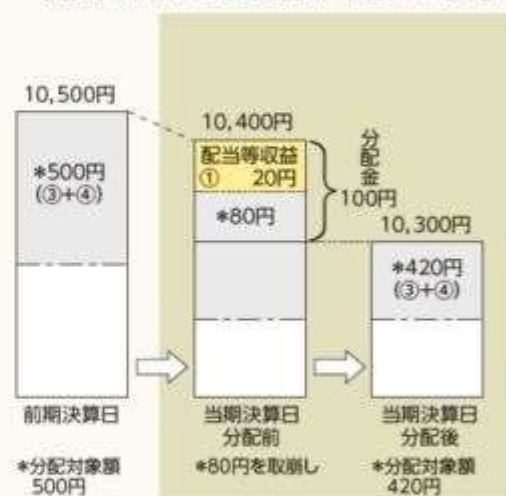 10,500円
*500円
(③+④)
前期決算日
*分配対象額
500円
10,400円
配当等収益
① 20円
*80円
分配金
100円
当期決算日
分配前
*80円を取崩し
10,300円
*420円
(③+④)
当期決算日
分配後
*分配対象額
420円